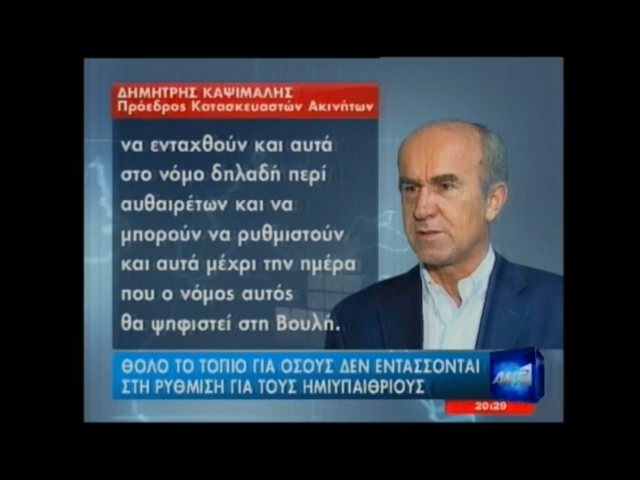 ΔΗΜΗΤΡΗΣ ΚΑΨΙΜΑΛΗΣ
Πρόεδρος Κατασκευαστών Ακινήτων
να ενταχθούν και αυτά
στο νόμο δηλαδή περί
αυθαιρέτων και να
μπορούν να ρυθμιστούν
και αυτά μέχρι την ημέρα
που ο νόμος αυτός
θα ψηφιστεί στη Βουλή.
ΘΟΛΟ ΤΟ ΤΟΠΙΟ ΓΙΑ ΟΣΟΥΣ ΔΕΝ ΕΝΤΑΣΣΟΝΤΑΙ
ΣΤΗ ΡΥΘΜΙΣΗ ΓΙΑ ΤΟΥΣ ΗΜΙΥΠΑΙΘΡΙΟΥΣ
ΑΝΤ1
20:29